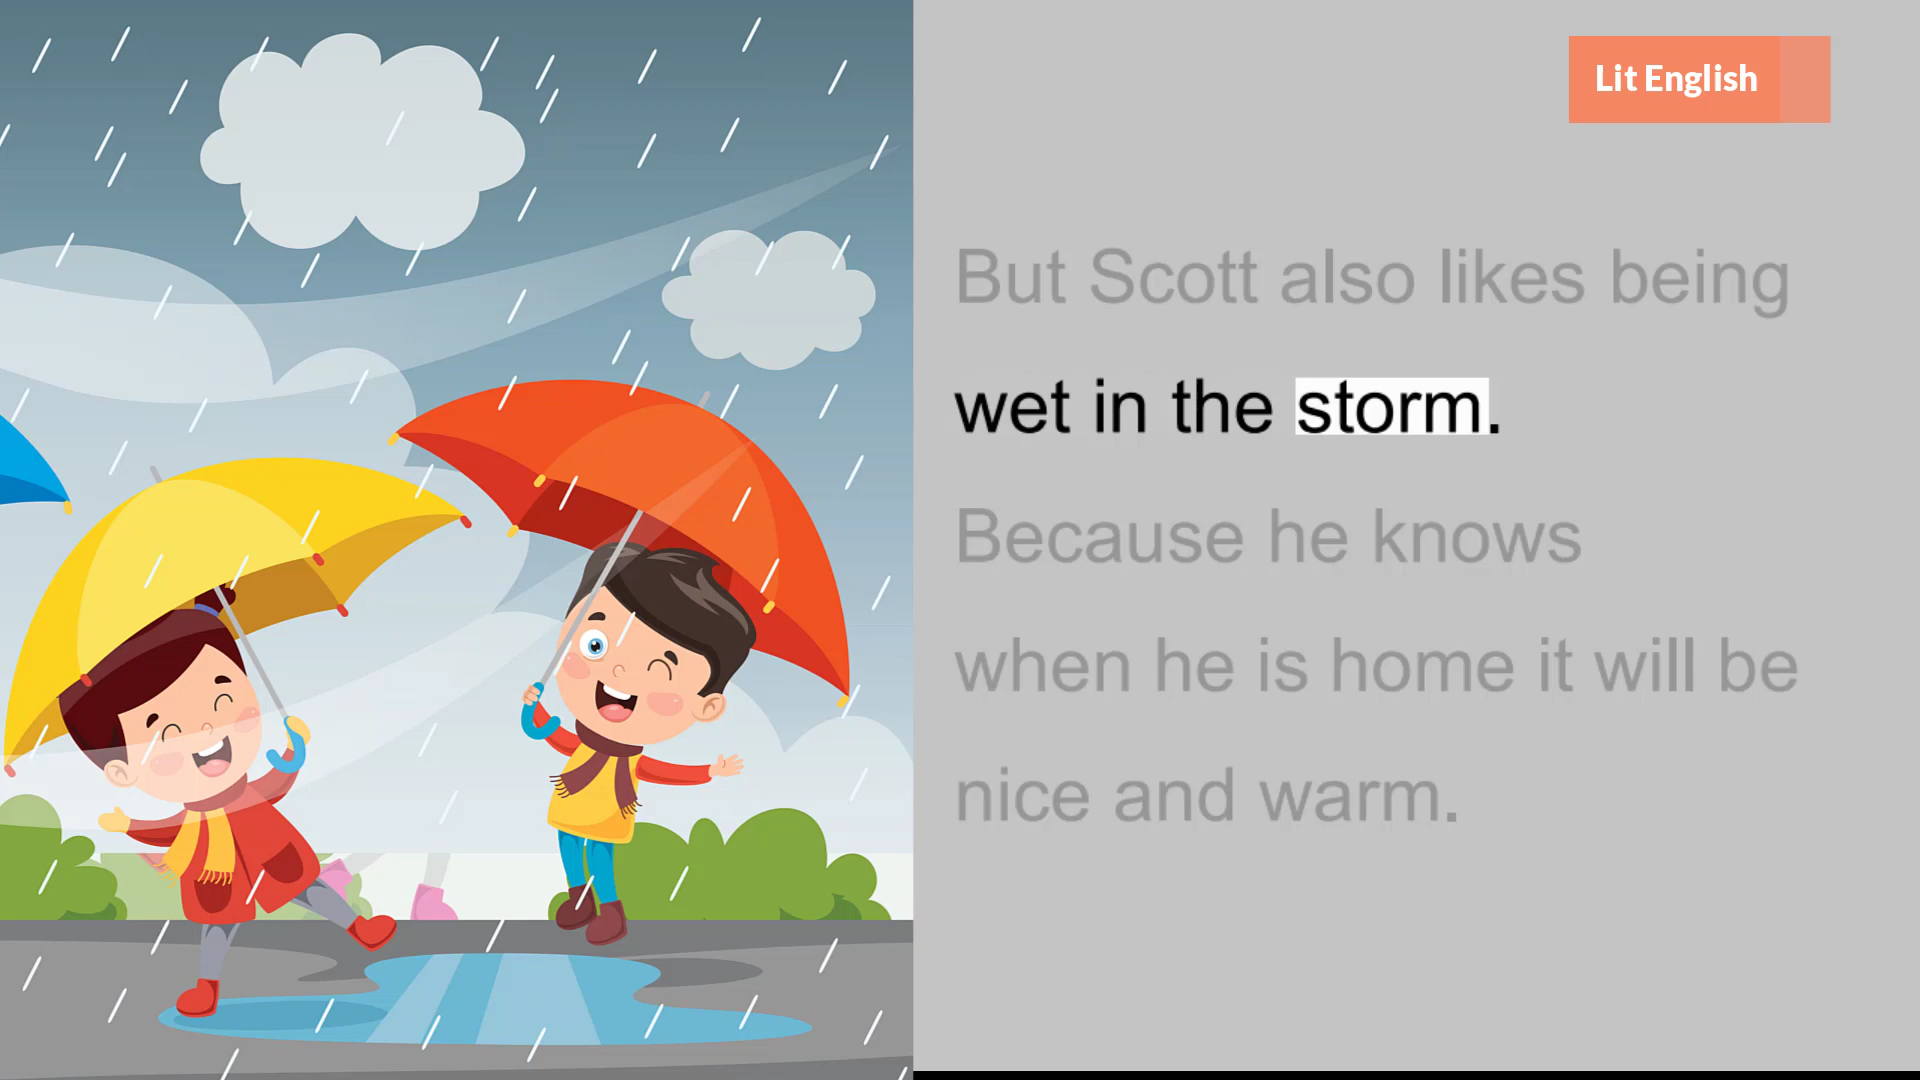 Lit English
But Scott also likes being
wet in the storm.
Because he knows
when he is home it will be
nice and warm.